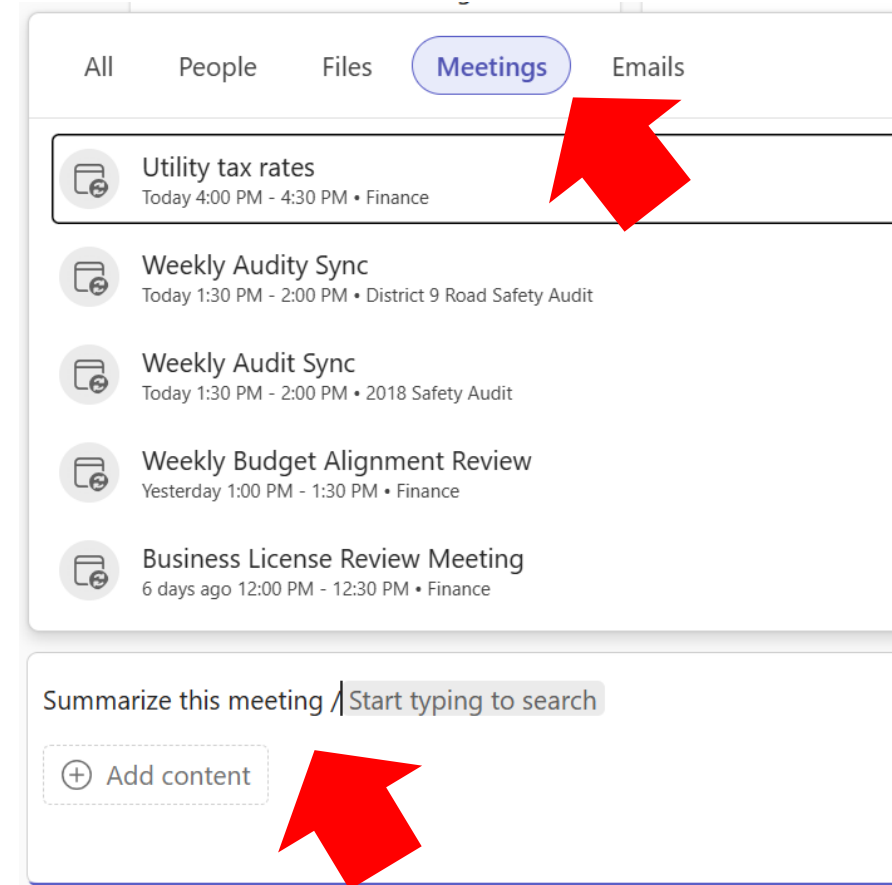 All People Files Meetings Emails
Utility tax rates
Today 4:00 PM - 4:30 PM • Finance
Weekly Audity Sync
Today 1:30 PM - 2:00 PM • District 9 Road Safety Audit
Weekly Audit Sync
Today 1:30 PM - 2:00 PM • 2018 Safety Audit
Weekly Budget Alignment Review
Yesterday 1:00 PM - 1:30 PM • Finance
Business License Review Meeting
6 days ago 12:00 PM - 12:30 PM • Finance
Summarize this meeting / Start typing to search
Add content